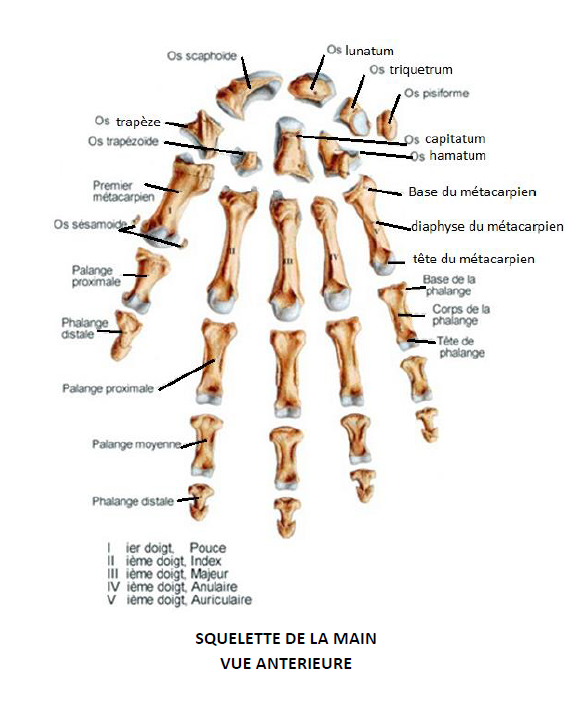 Os scaphoïde
Os lunatum
Os triquetrum
Os pisiforme
Os trapèze
Os trapézoïde
Os capitatum
Os hamatum
Premier
métacarpien
I
Base du métacarpien
Os sésamoïde
II
III
IV
V
diaphyse du métacarpien
tête du métacarpien
Palange
proximale
Base de la
phalange
Corps de la
phalange
Phalange
distale
Tête de
phalange
Palange proximale
Palange moyenne
Phalange distale
I ier doigt, Pouce
II ième doigt, Index
III ième doigt, Majeur
IV ième doigt, Anulaire
V ième doigt, Auriculaire
SQUELETTE DE LA MAIN
VUE ANTERIEURE